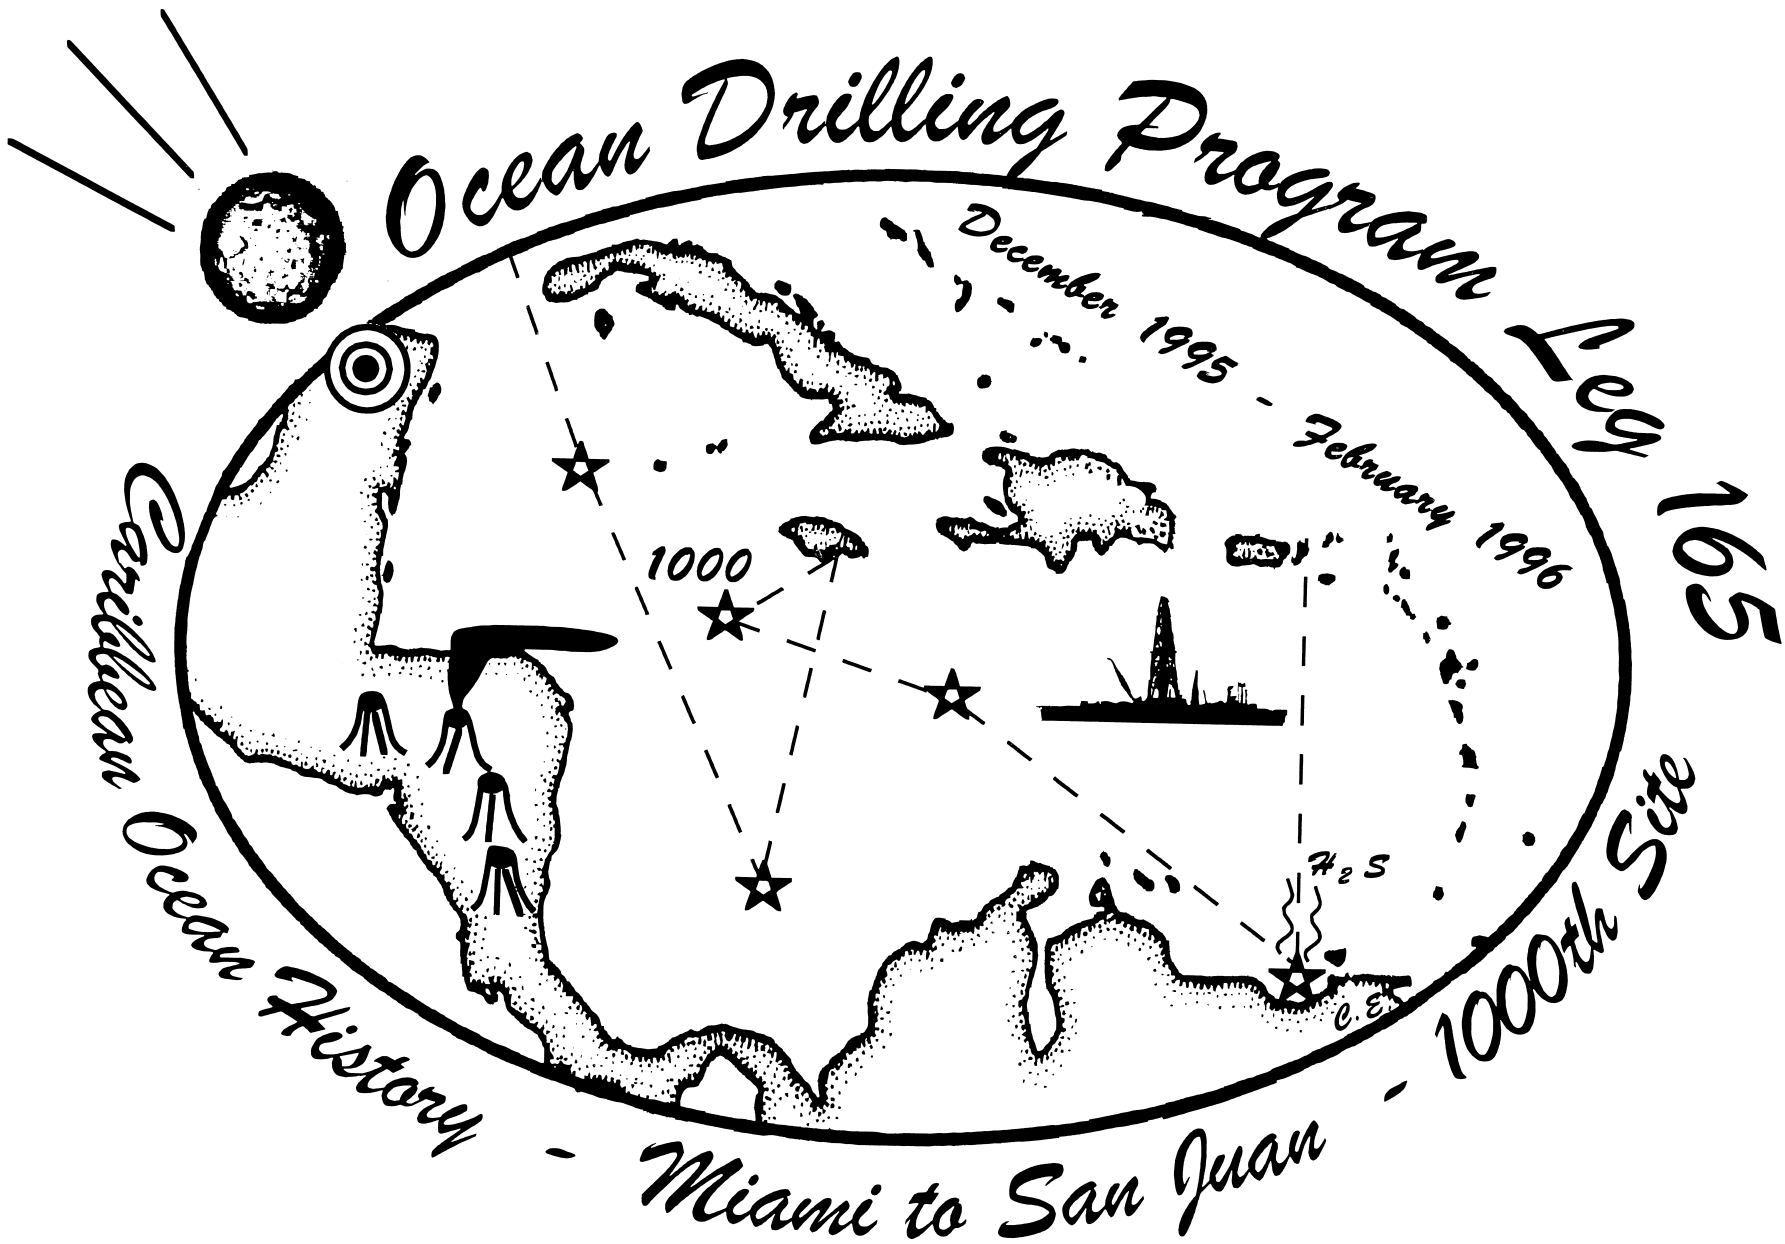 Ocean Drilling Program Leg 165
December 1995 - February 1996
1000
H2S
C.E.
Caribbean Ocean History - Miami to San Juan - 1000th Site